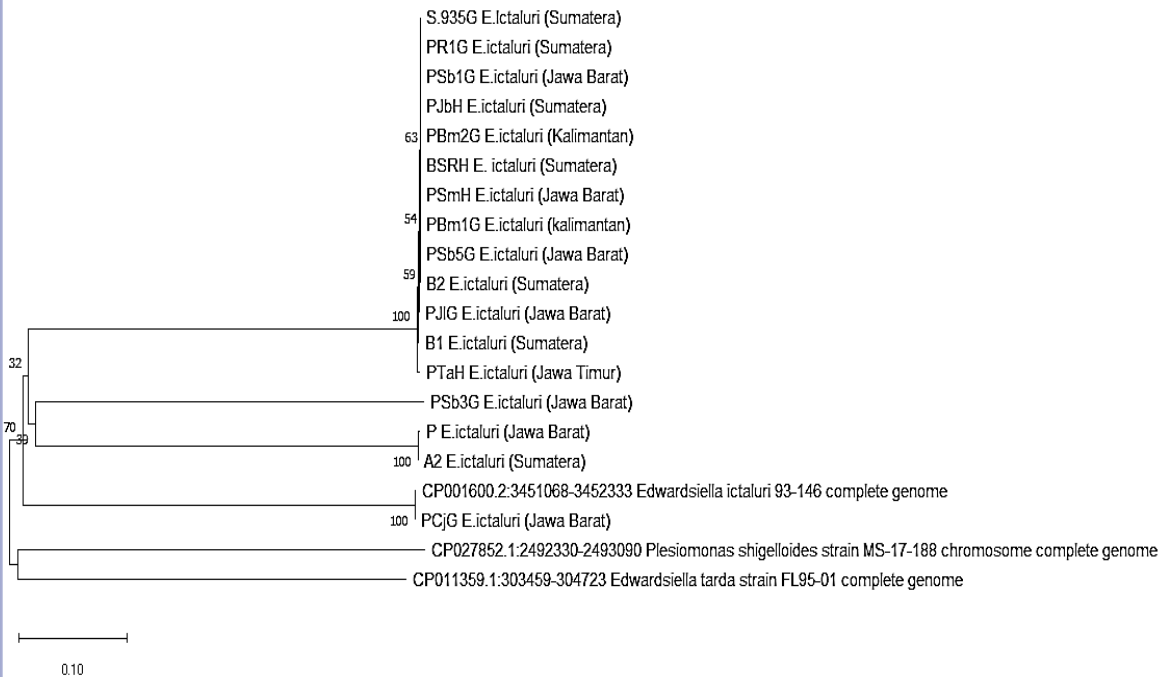 S.935G E.Ictaluri (Sumatera)
PR1G E.ictaluri (Sumatera)
PSb1G E.ictaluri (Jawa Barat)
PJbH E.ictaluri (Sumatera)
63
PBm2G E.ictaluri (Kalimantan)
BSRH E. ictaluri (Sumatera)
PSmH E.ictaluri (Jawa Barat)
54
PBm1G E.ictaluri (kalimantan)
PSb5G E.ictaluri (Jawa Barat)
59
B2 E.ictaluri (Sumatera)
100
PJIG E.ictaluri (Jawa Barat)
B1 E.ictaluri (Sumatera)
32
PTaH E.ictaluri (Jawa Timur)
PSb3G E.ictaluri (Jawa Barat)
70
P E.ictaluri (Jawa Barat)
39
100
A2 E.ictaluri (Sumatera)
CP001600.2:3451068-3452333 Edwardsiella ictaluri 93-146 complete genome
100
PCjG E.ictaluri (Jawa Barat)
CP027852.1:2492330-2493090 Plesiomonas shigelloides strain MS-17-188 chromosome complete genome
CP011359.1:303459-304723 Edwardsiella tarda strain FL95-01 complete genome
0.10